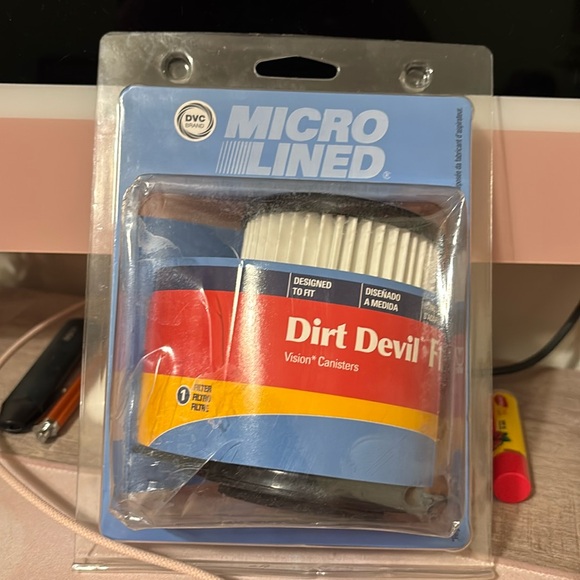 DVC
BRAND
MICRO
LINED®
DESIGNED
TO FIT
DISEÑADO
A MEDIDA
Dirt Devil
Vision* Canisters
1
FILTER
FILTRO
FILTRE